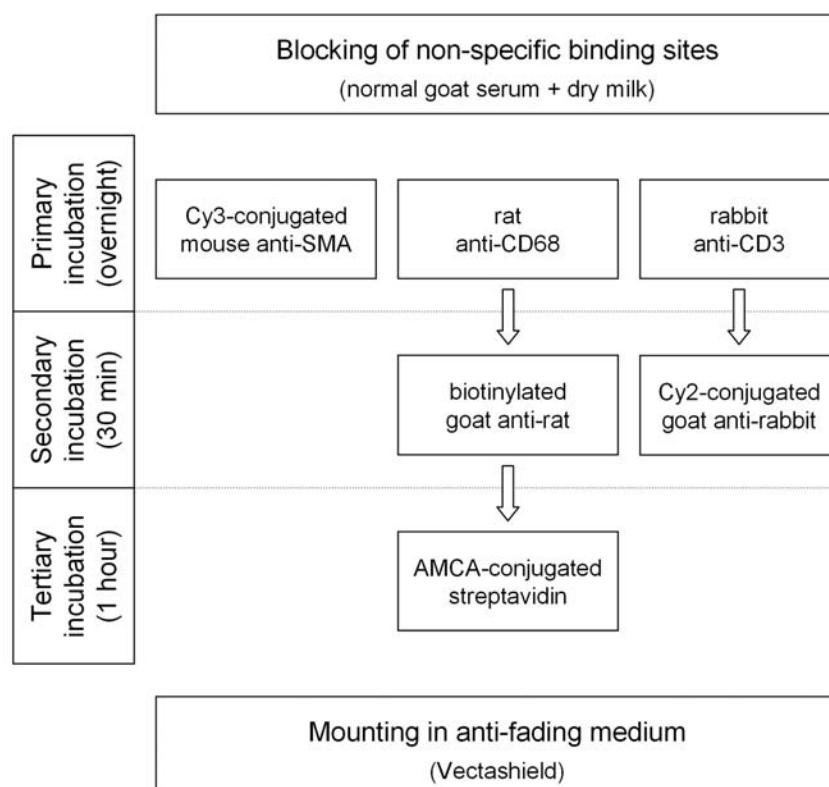 Blocking of non-specific binding sites
(normal goat serum + dry milk)
Primary
incubation
(overnight)
Cy3-conjugated
mouse anti-SMA
rat
anti-CD68
rabbit
anti-CD3
Secondary
incubation
(30 min)
biotinylated
goat anti-rat
Cy2-conjugated
goat anti-rabbit
Tertiary
incubation
(1 hour)
AMCA-conjugated
streptavidin
Mounting in anti-fading medium
(Vectashield)